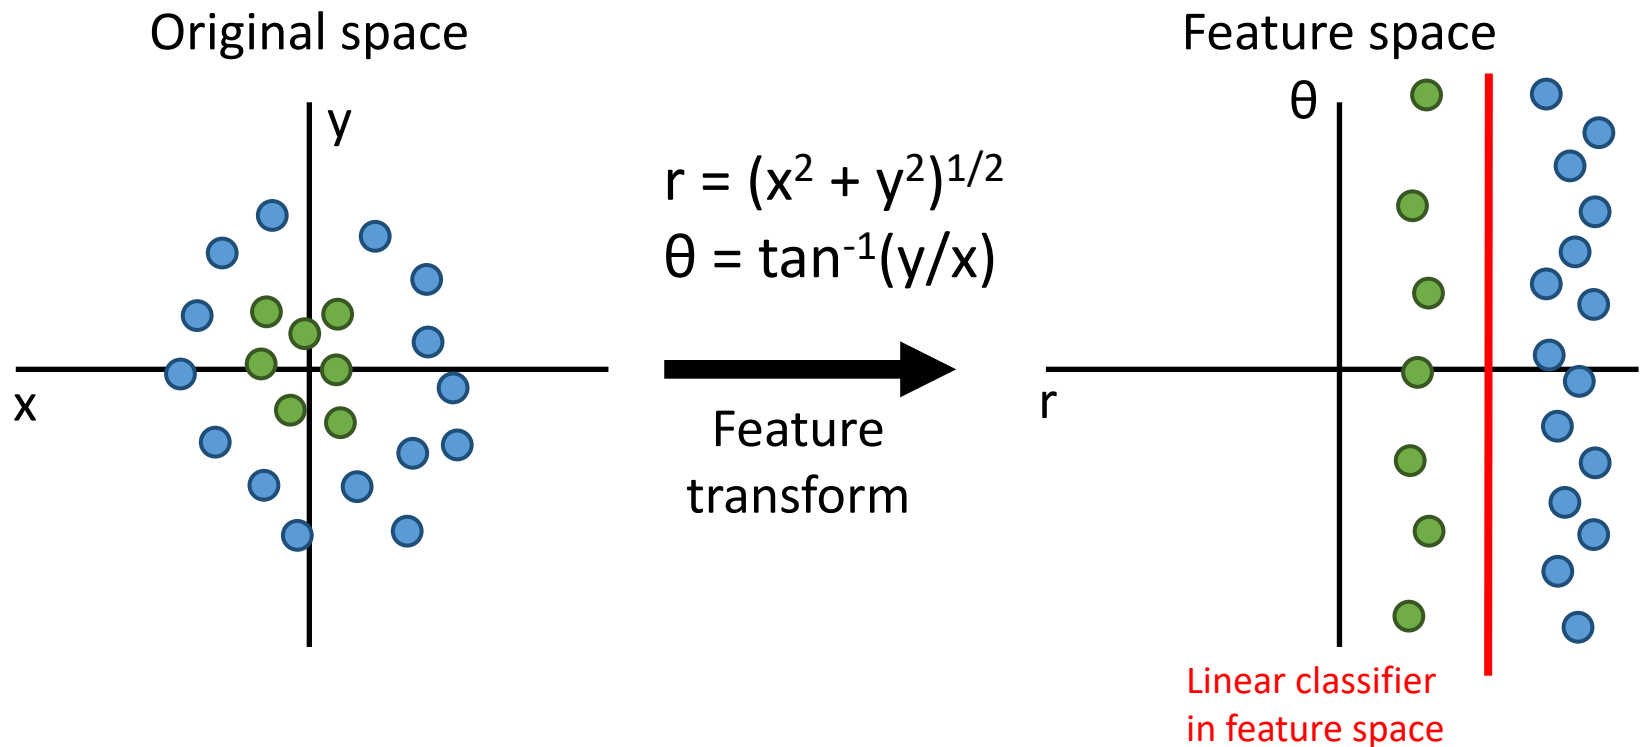 Original space
y
x
r = (x² + y²)¹/²
θ = tan⁻¹(y/x)
Feature
transform
Feature space
θ
r
Linear classifier
in feature space